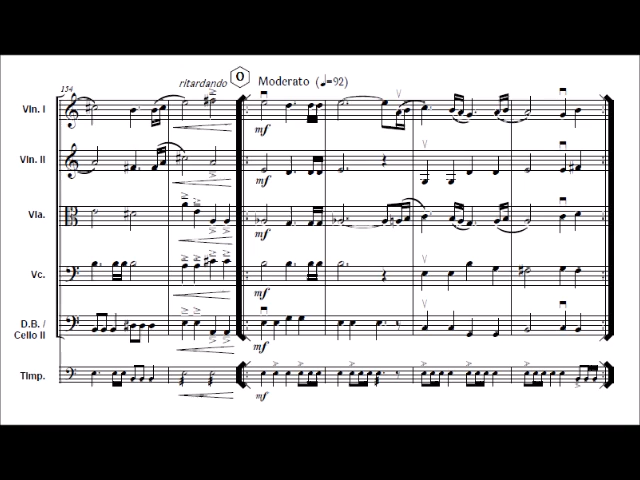 ritardando O Moderato (♩=92)
154
Vln. I
mf
Vln. II
mf
Vla.
mf
Vc.
mf
D.B. /
Cello II
mf
Timp.
mf